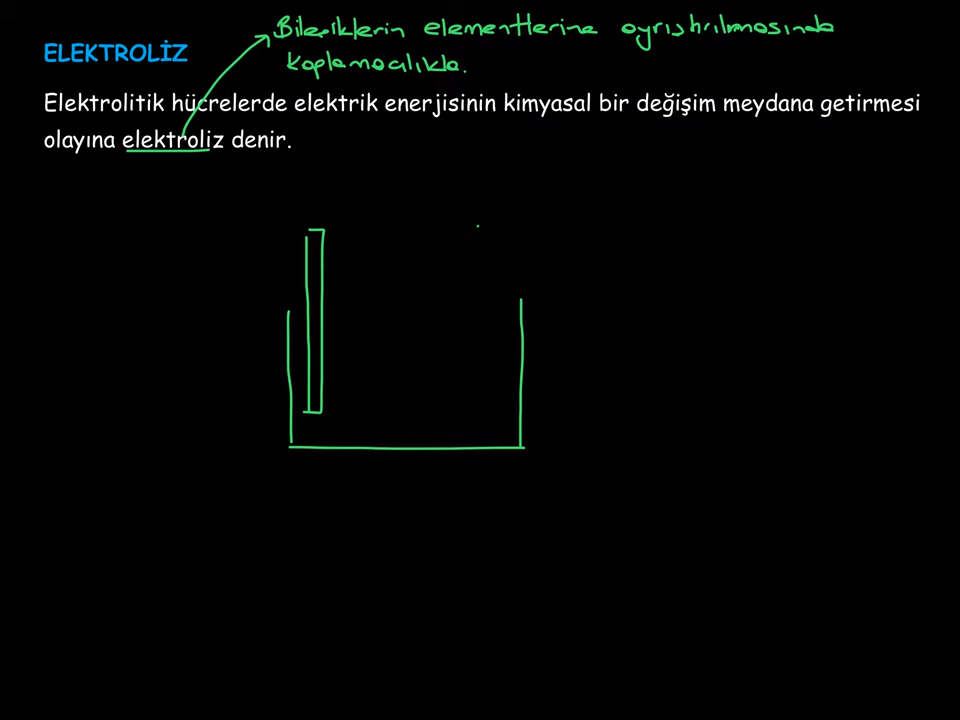 Bileşiklerin elementlerine ayrıştırılmasında
ELEKTROLİZ
kaplamacılıkta.
Elektrolitik hücrelerde elektrik enerjisinin kimyasal bir değişim meydana getirmesi
olayına elektroliz denir.